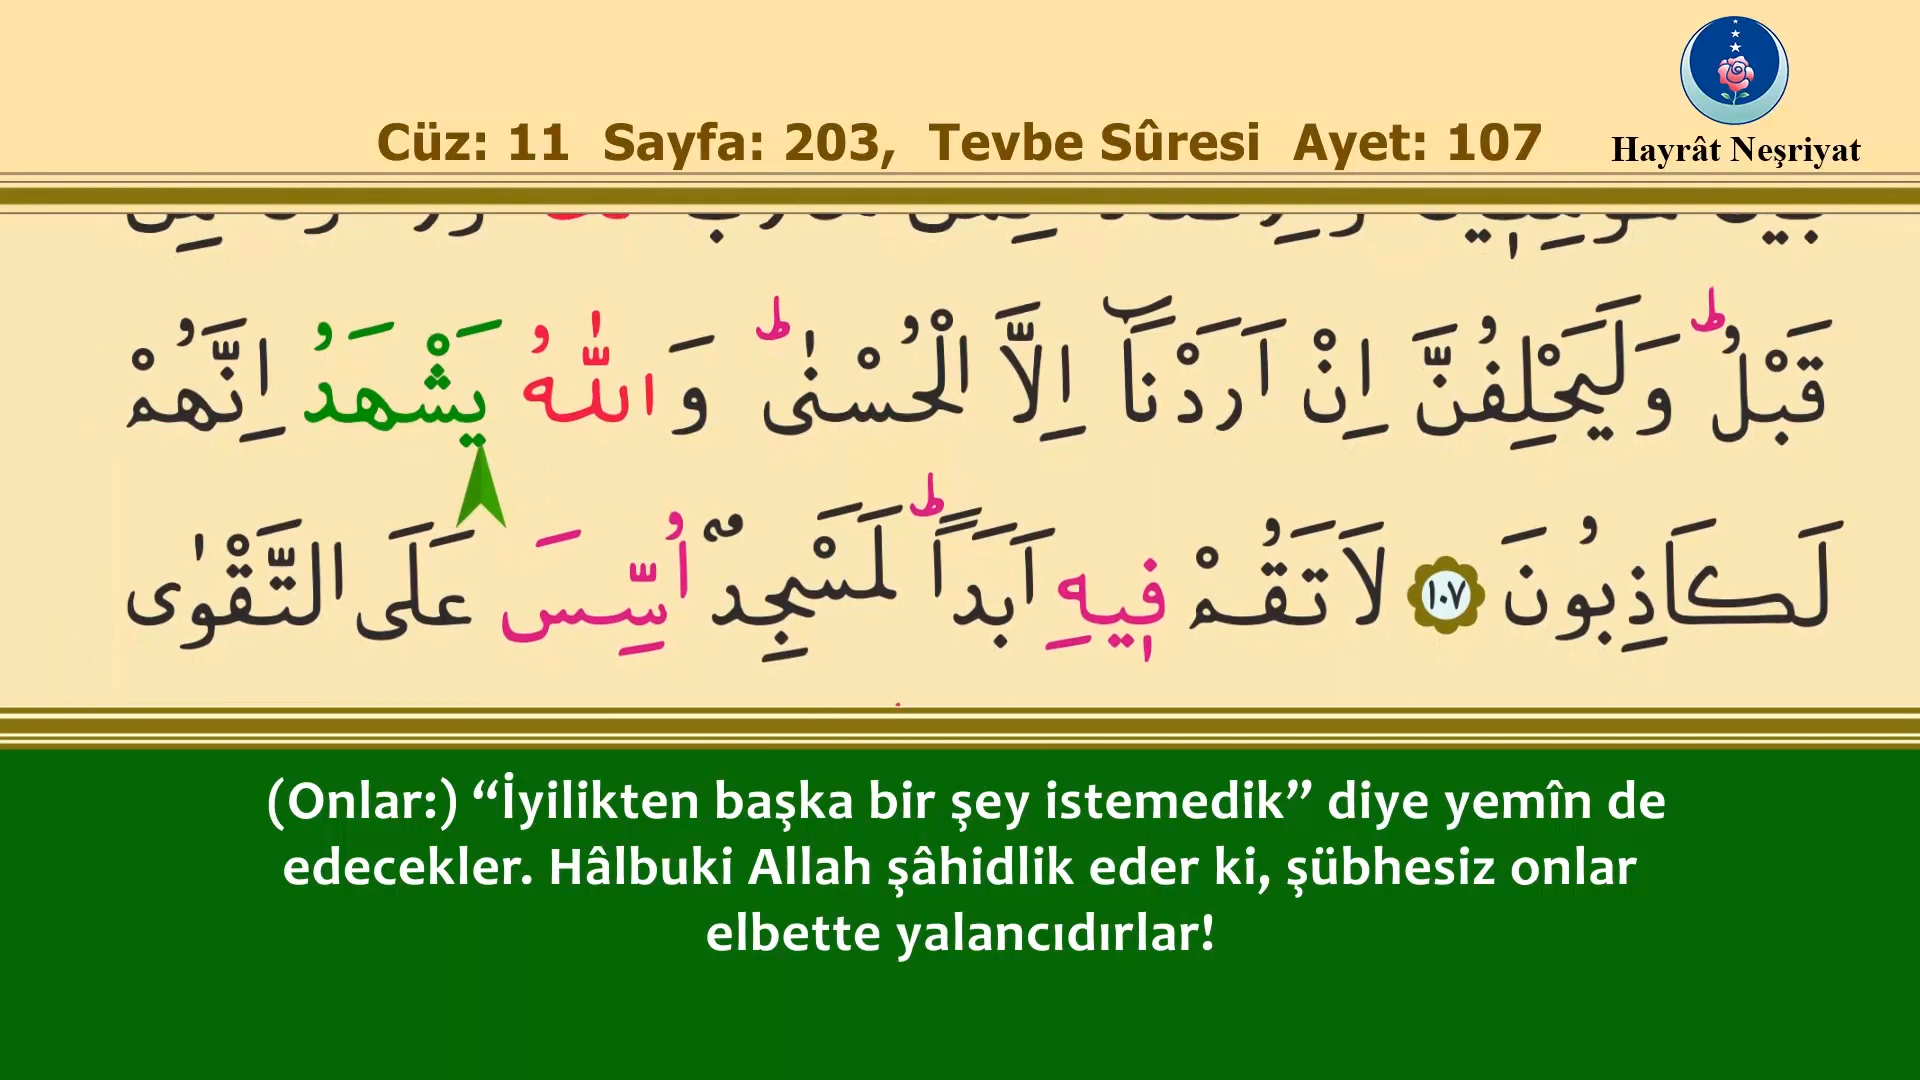 Cüz: 11 Sayfa: 203, Tevbe Sûresi Ayet: 107
Hayrât Neşriyat
قَبْلُ ط وَلَيَحْلِفُنَّ اِنْ اَرَدْنَٓا اِلَّا الْحُسْنٰى ط وَ اللّٰهُ يَشْهَدُ اِنَّهُمْ
لَكَاذِبُونَ ١٠٧ لَا تَقُمْ فٖيهِ اَبَداً ط لَمَسْجِدٌ اُسِّسَ عَلَى التَّقْوٰى
(Onlar:) “İyilikten başka bir şey istemedik” diye yemîn de
edecekler. Hâlbuki Allah şâhidlik eder ki, şübhesiz onlar
elbette yalancıdırlar!